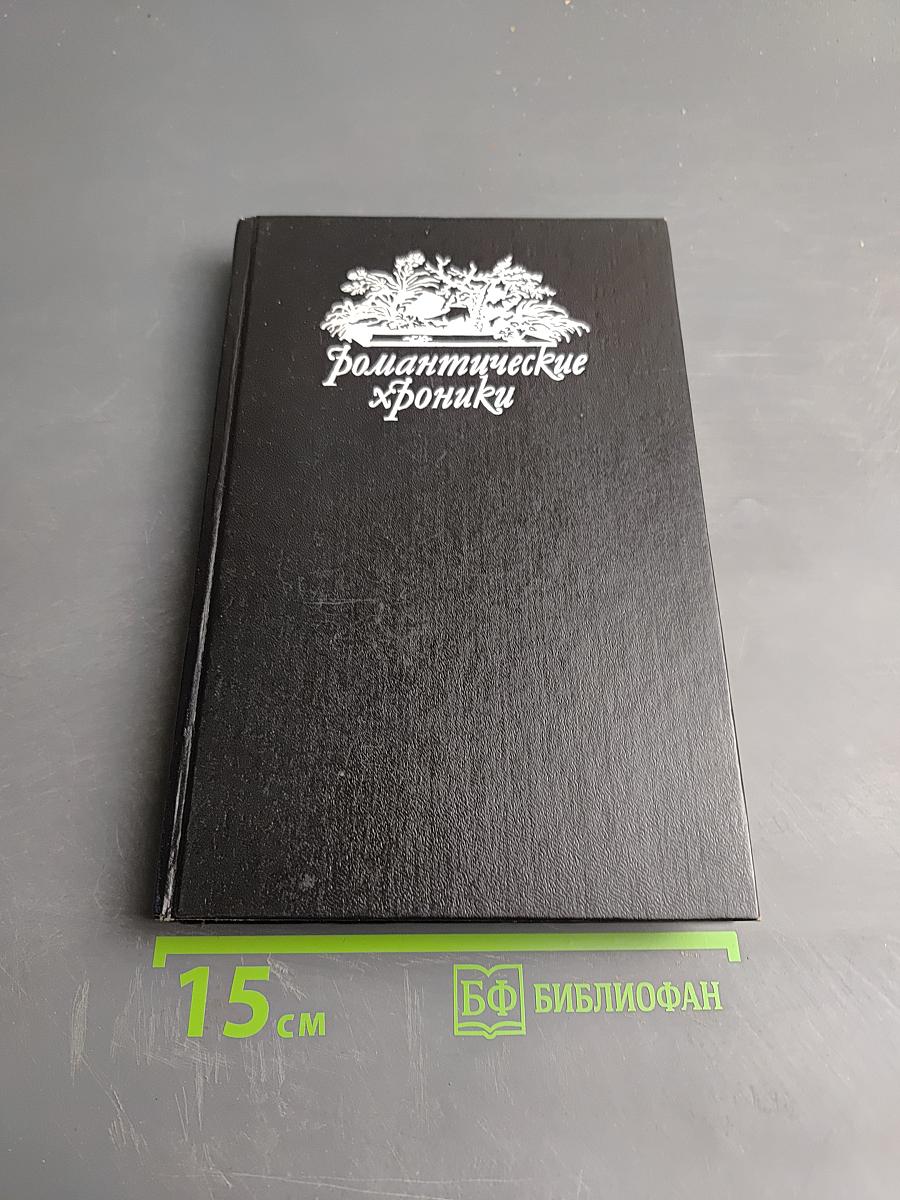 романтические
хроники
15 см
БФ БИБЛИОФАН